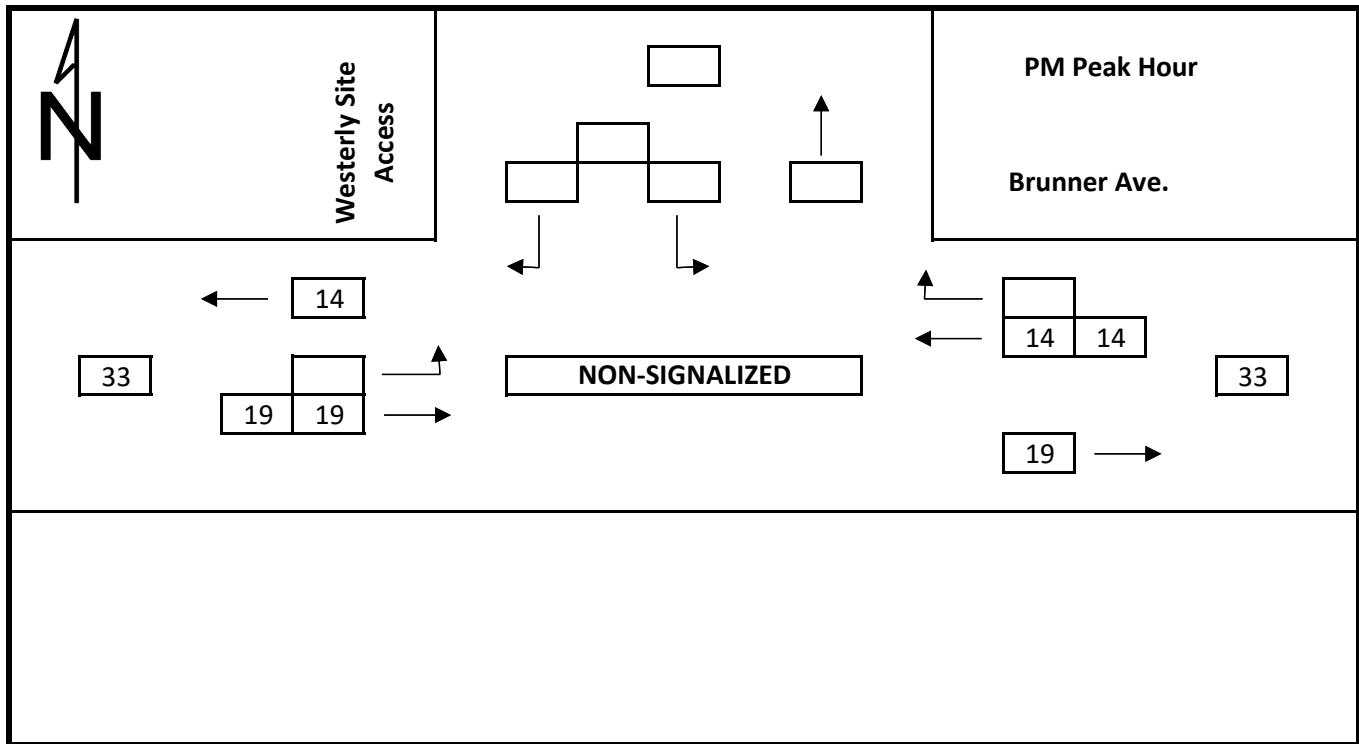 N
Westerly Site
Access
PM Peak Hour
Brunner Ave.
14
14 14
33
NON-SIGNALIZED
33
19 19
19